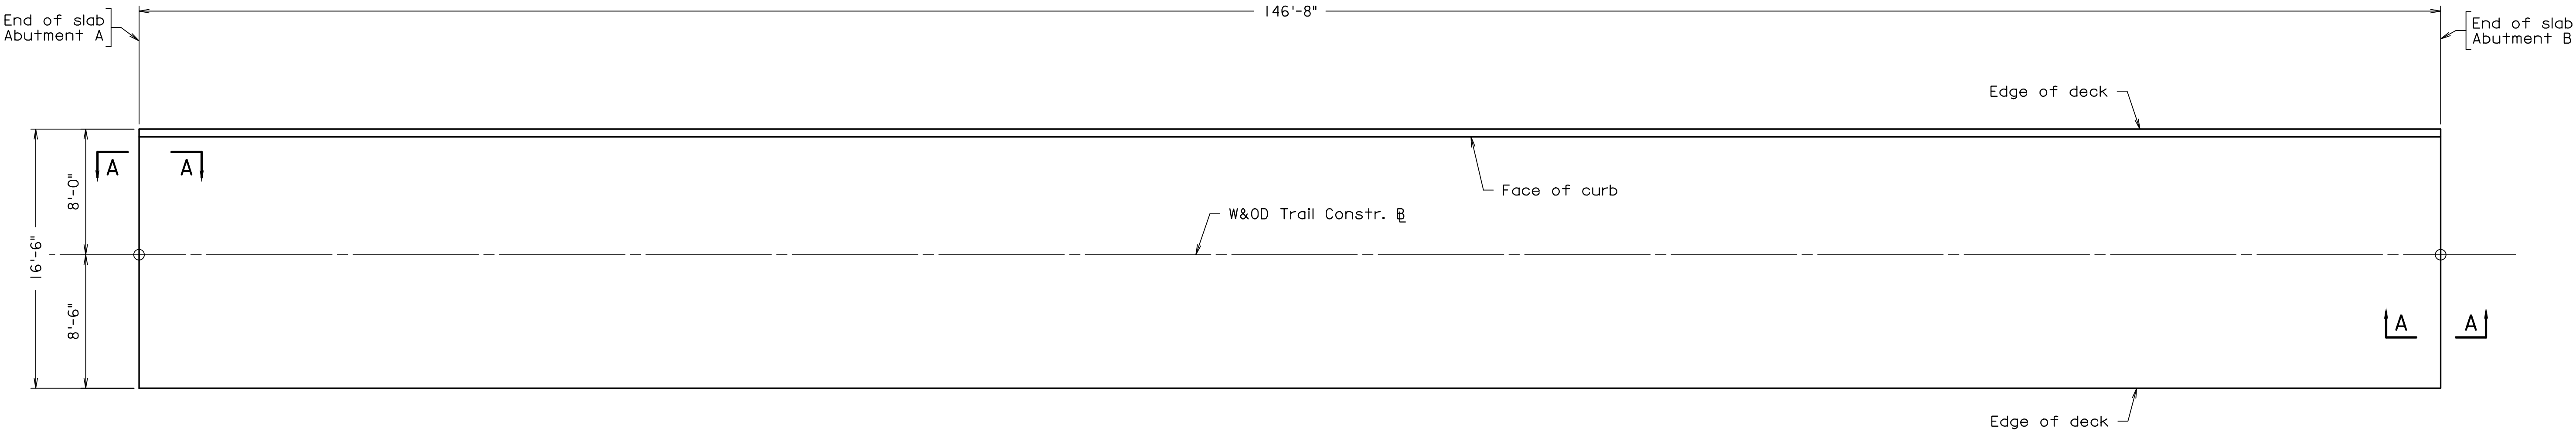 146'-8"
End of slab
Abutment A
End of slab
Abutment B
Edge of deck
A A
8'-0"
Face of curb
W&OD Trail Constr. BL
16'-6"
8'-6"
A A
Edge of deck